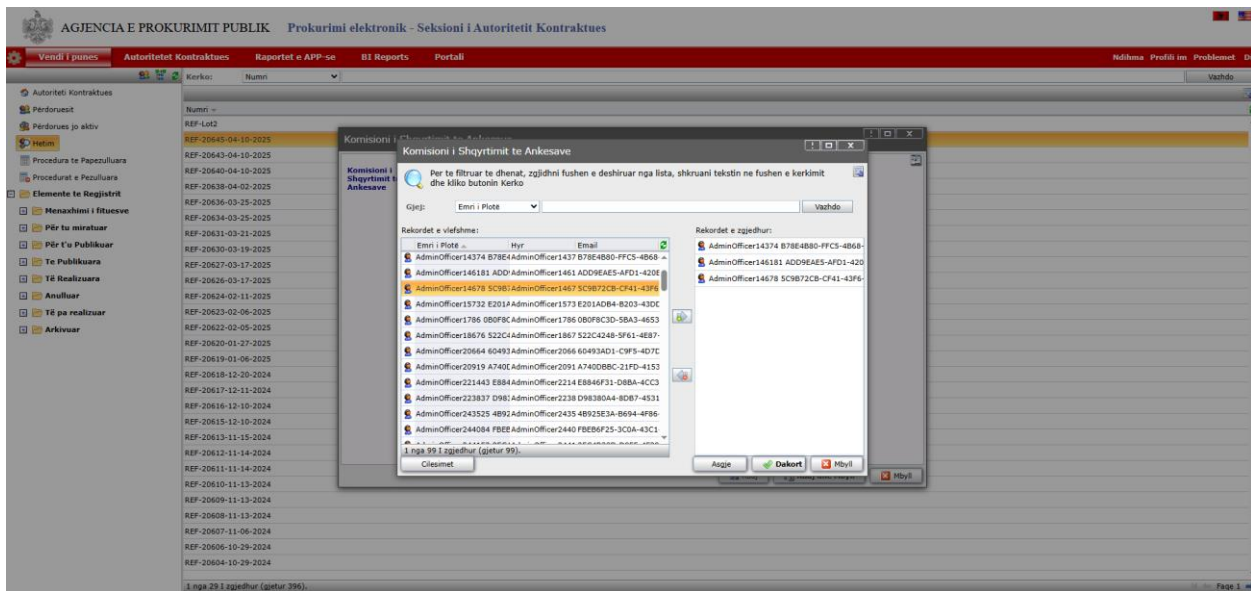 AGJENCIA E PROKURIMIT PUBLIK Prokurimi elektronik - Seksioni i Autoritetit Kontraktues
Vendi i punes Autoritetet Kontraktues Raportet e APP-se BI Reports Portali Ndihma Profili im Problemet
Kerko: Numri Vazhdo
Autoriteti Kontraktues
Përdoruesit
Përdorues jo aktiv
Hetim
Procedura te Papezulluara
Procedurat e Pezulluara
Elemente te Regjistrit
Menaxhimi i fituesve
Për tu miratuar
Për t'u Publikuar
Te Publikuara
Të Realizuara
Anulluar
Të pa realizuar
Arkivuar
Numri
REF-Lot2
REF-20645-04-10-2025
REF-20643-04-10-2025
REF-20640-04-10-2025
REF-20638-04-02-2025
REF-20636-03-25-2025
REF-20634-03-25-2025
REF-20631-03-21-2025
REF-20630-03-19-2025
REF-20627-03-17-2025
REF-20626-03-17-2025
REF-20624-02-11-2025
REF-20623-02-06-2025
REF-20622-02-05-2025
REF-20620-01-27-2025
REF-20619-01-06-2025
REF-20618-12-20-2024
REF-20617-12-11-2024
REF-20616-12-10-2024
REF-20615-12-10-2024
REF-20613-11-15-2024
REF-20612-11-14-2024
REF-20611-11-14-2024
REF-20610-11-13-2024
REF-20609-11-13-2024
REF-20608-11-13-2024
REF-20607-11-06-2024
REF-20606-10-29-2024
REF-20604-10-29-2024
1 nga 29 I zgjedhur (gjetur 396). Page 1
Komisioni i
Shqyrtimit t
Ankesave
Mbyll
Komisioni i Shqyrtimit te Ankesave
Per te filtruar te dhenat, zgjidhni fushen e deshiruar nga lista, shkruani tekstin ne fushen e kerkimit
dhe kliko butonin Kerko
Gjej: Emri i Plotë Vazhdo
Rekordet e vlefshme:
Emri i Plotë Hyr Email
AdminOfficer14374 B78E4 AdminOfficer1437 B78E4B80-FFC5-4B68-
AdminOfficer146181 ADD AdminOfficer1461 ADD9EAE5-AFD1-420E
AdminOfficer14678 5C9B AdminOfficer1467 5C9B72CB-CF41-43F6
AdminOfficer15732 E201 AdminOfficer1573 E201ADB4-B203-43DD
AdminOfficer1786 0B0F8C AdminOfficer1786 0B0F8C3D-5BA3-4653
AdminOfficer18676 522C4 AdminOfficer1867 522C4248-5F61-4E87-
AdminOfficer20664 60493 AdminOfficer2066 60493AD1-C9F5-4D7D
AdminOfficer20919 A740D AdminOfficer2091 A740DBBC-21FD-4153
AdminOfficer221443 E884 AdminOfficer2214 E8846F31-D8BA-4CC3
AdminOfficer223837 D983 AdminOfficer2238 D98380A4-8DB7-4531
AdminOfficer243525 4B92 AdminOfficer2435 4B925E3A-B694-4F86-
AdminOfficer244084 FBEB AdminOfficer2440 FBEB6F25-3C0A-43C1
1 nga 99 I zgjedhur (gjetur 99).
Cilesimet
Rekordet e zgjedhur:
AdminOfficer14374 B78E4B80-FFC5-4B68-
AdminOfficer146181 ADD9EAE5-AFD1-420
AdminOfficer14678 5C9B72CB-CF41-43F6-
Asgje Dakort Mbyll